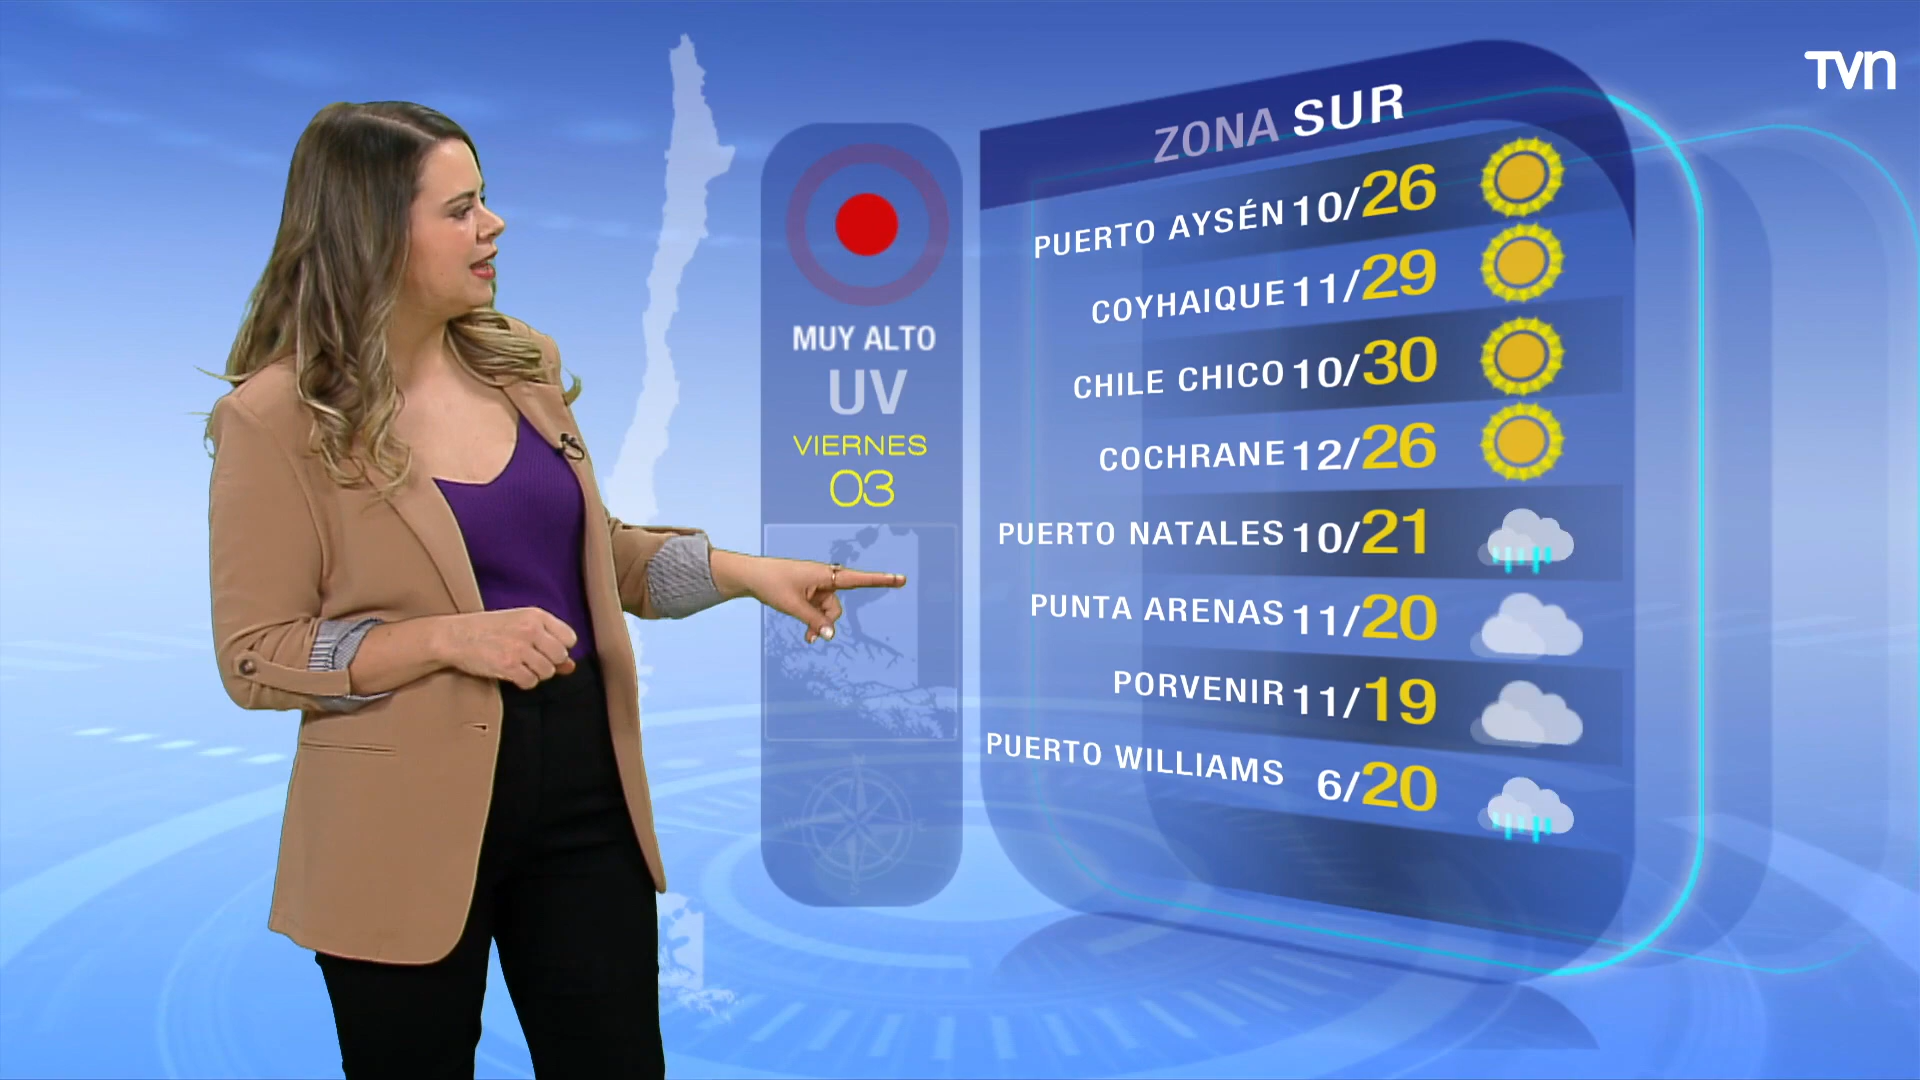 TVN
ZONA SUR
PUERTO AYSÉN 10/26
COYHAIQUE 11/29
CHILE CHICO 10/30
COCHRANE 12/26
PUERTO NATALES 10/21
PUNTA ARENAS 11/20
PORVENIR 11/19
PUERTO WILLIAMS 6/20
MUY ALTO
UV
VIERNES
03